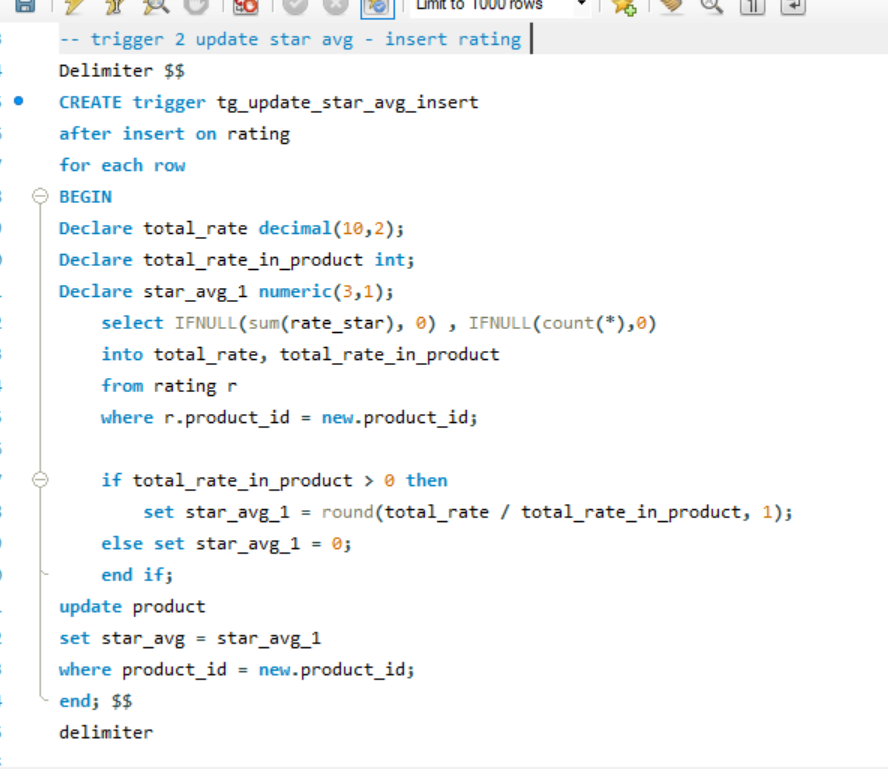 Limit to 1000 rows
-- trigger 2 update star avg - insert rating
Delimiter $$
CREATE trigger tg_update_star_avg_insert
after insert on rating
for each row
BEGIN
Declare total_rate decimal(10,2);
Declare total_rate_in_product int;
Declare star_avg_1 numeric(3,1);
select IFNULL(sum(rate_star), 0) , IFNULL(count(*),0)
into total_rate, total_rate_in_product
from rating r
where r.product_id = new.product_id;
if total_rate_in_product > 0 then
set star_avg_1 = round(total_rate / total_rate_in_product, 1);
else set star_avg_1 = 0;
end if;
update product
set star_avg = star_avg_1
where product_id = new.product_id;
end; $$
delimiter